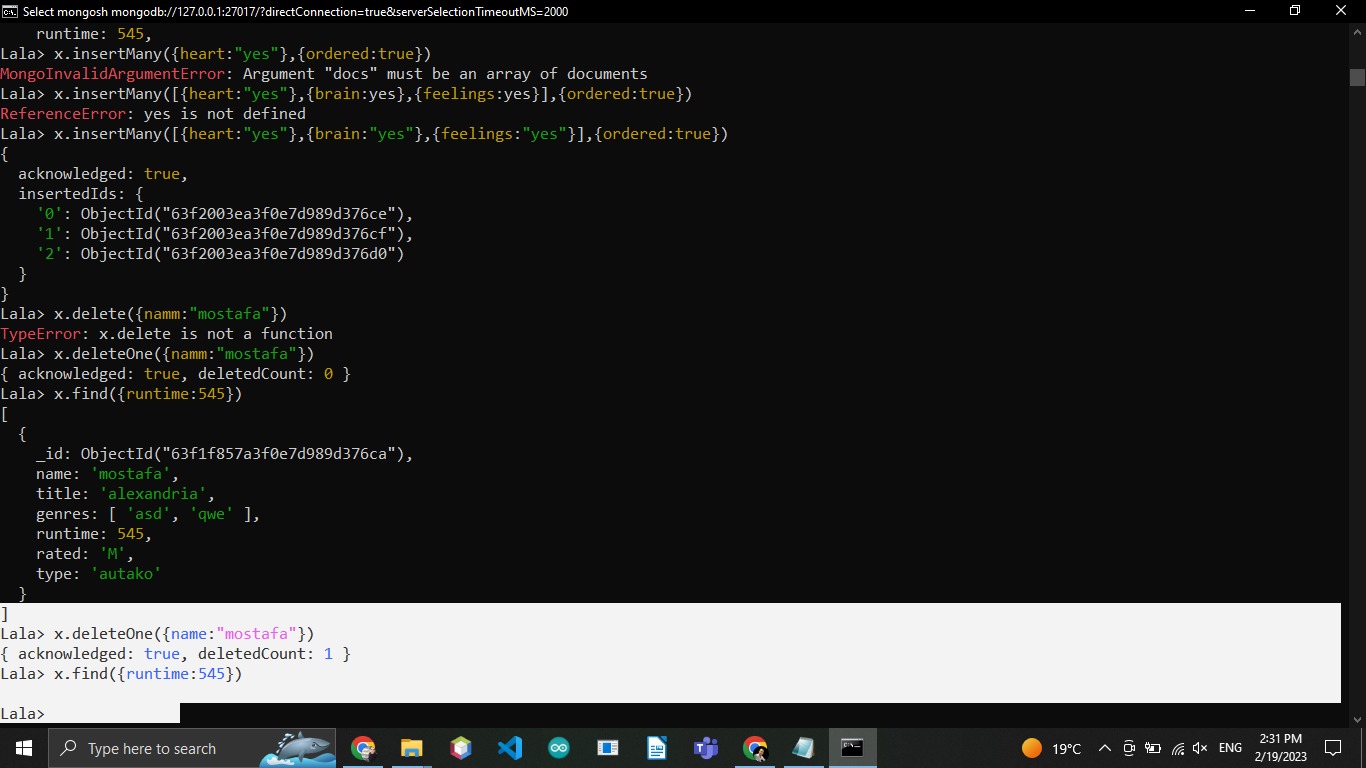 Select mongosh mongodb://127.0.0.1:27017/?directConnection=true&serverSelectionTimeoutMS=2000
runtime: 545,
Lala> x.insertMany({heart:"yes"},{ordered:true})
MongoInvalidArgumentError: Argument "docs" must be an array of documents
Lala> x.insertMany([{heart:"yes"},{brain:yes},{feelings:yes}],{ordered:true})
ReferenceError: yes is not defined
Lala> x.insertMany([{heart:"yes"},{brain:"yes"},{feelings:"yes"}],{ordered:true})
{
acknowledged: true,
insertedIds: {
'0': ObjectId("63f2003ea3f0e7d989d376ce"),
'1': ObjectId("63f2003ea3f0e7d989d376cf"),
'2': ObjectId("63f2003ea3f0e7d989d376d0")
}
}
Lala> x.delete({namm:"mostafa"})
TypeError: x.delete is not a function
Lala> x.deleteOne({namm:"mostafa"})
{ acknowledged: true, deletedCount: 0 }
Lala> x.find({runtime:545})
[
{
_id: ObjectId("63f1f857a3f0e7d989d376ca"),
name: 'mostafa',
title: 'alexandria',
genres: [ 'asd', 'qwe' ],
runtime: 545,
rated: 'M',
type: 'autako'
}
]
Lala> x.deleteOne({name:"mostafa"})
{ acknowledged: true, deletedCount: 1 }
Lala> x.find({runtime:545})
Lala>
Type here to search
19°C
ENG
2:31 PM
2/19/2023